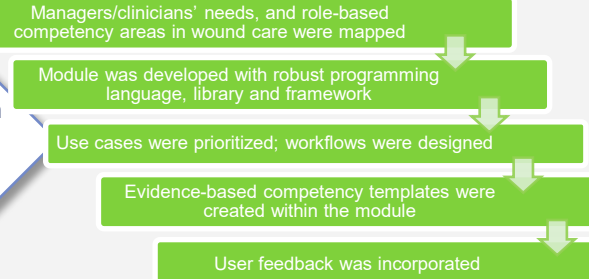 Managers/clinicians’ needs, and role-based
competency areas in wound care were mapped
Module was developed with robust programming
language, library and framework
Use cases were prioritized; workflows were designed
Evidence-based competency templates were
created within the module
User feedback was incorporated